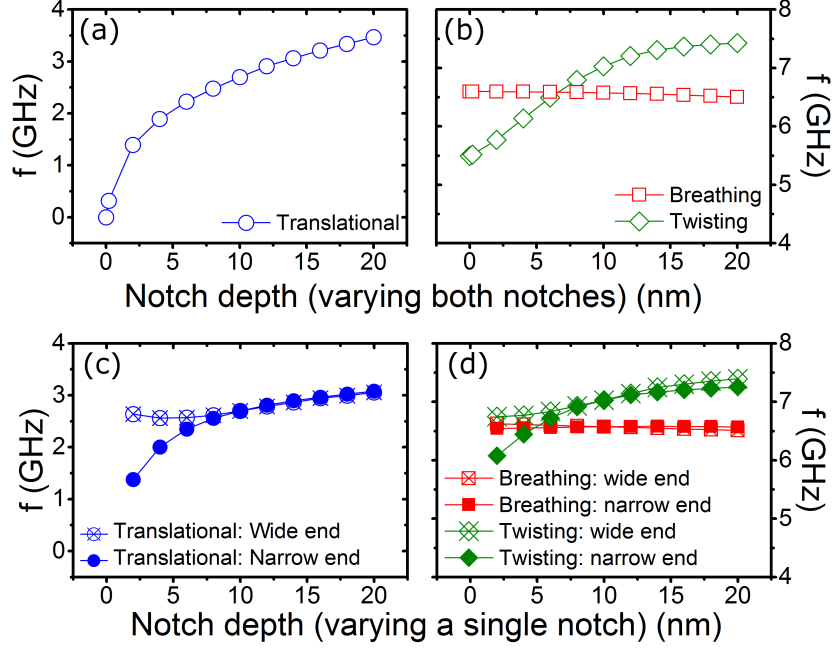 (a)
4
3
2
1
0
f (GHz)
Translational
0 5 10 15 20
(b)
8
7
6
5
4
f (GHz)
Breathing
Twisting
0 5 10 15 20
Notch depth (varying both notches) (nm)
(c)
4
3
2
1
0
f (GHz)
Translational: Wide end
Translational: Narrow end
0 5 10 15 20
(d)
8
7
6
5
4
f (GHz)
Breathing: wide end
Breathing: narrow end
Twisting: wide end
Twisting: narrow end
0 5 10 15 20
Notch depth (varying a single notch) (nm)